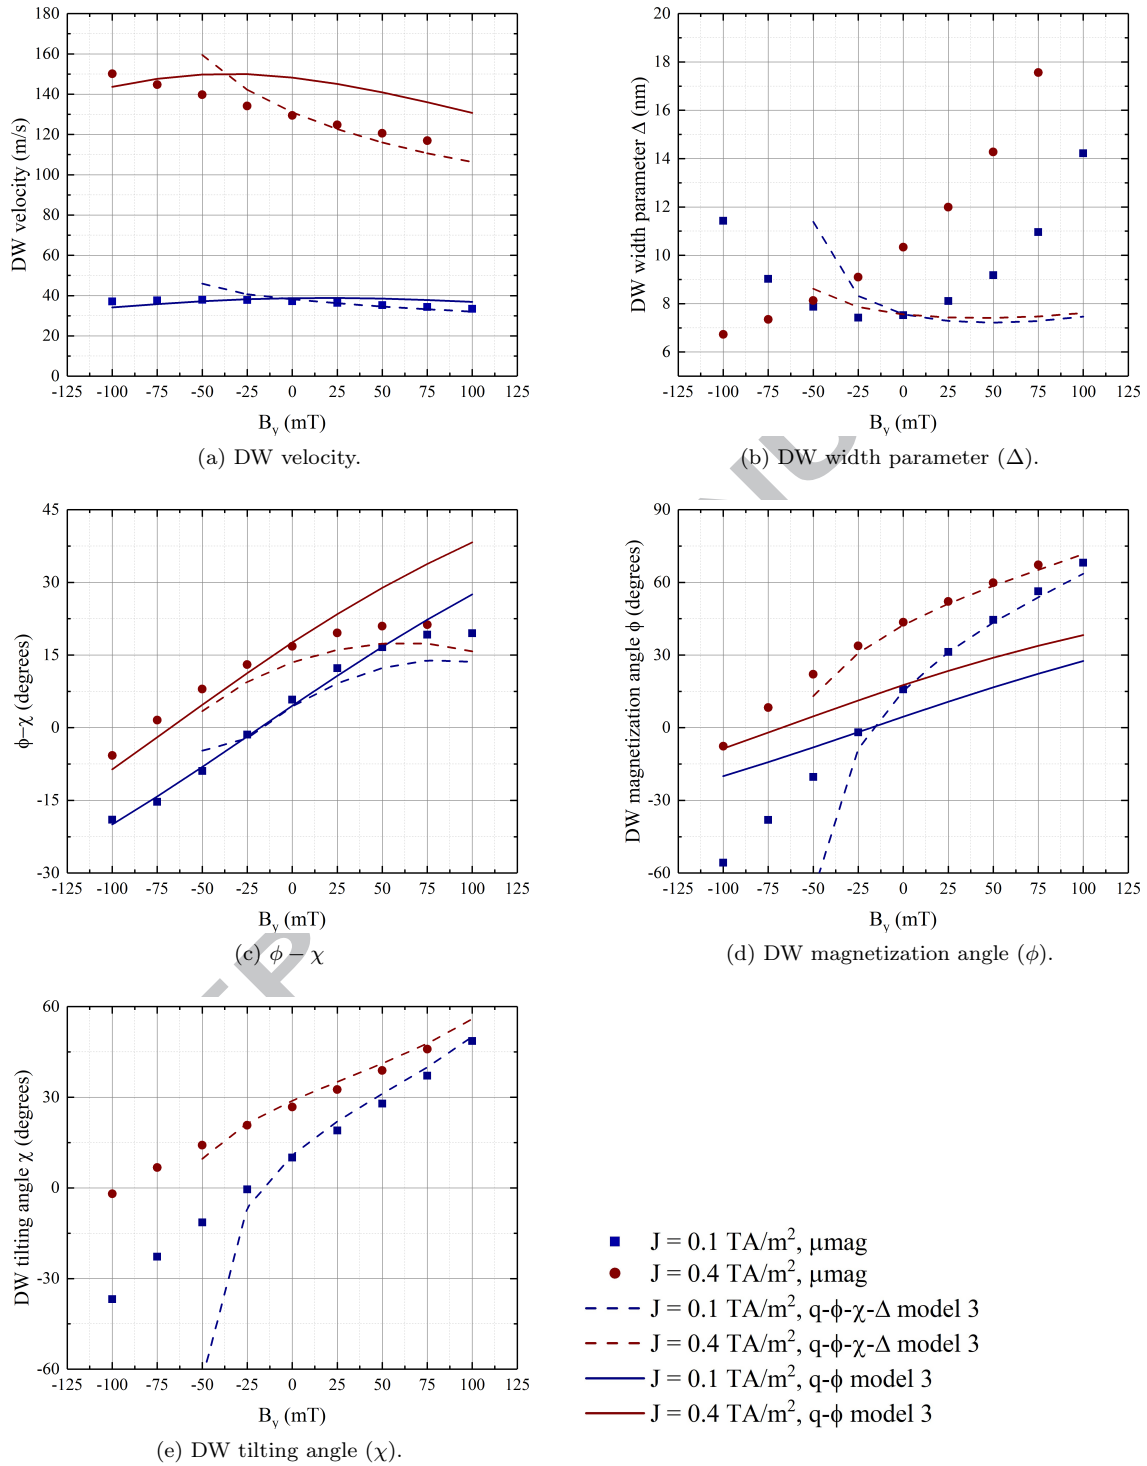 180
160
140
120
100
80
60
40
20
0
-125 -100 -75 -50 -25 0 25 50 75 100 125
DW velocity (m/s)
B_y (mT)
(a) DW velocity.
20
18
16
14
12
10
8
6
-125 -100 -75 -50 -25 0 25 50 75 100 125
DW width parameter Δ (nm)
B_y (mT)
(b) DW width parameter (Δ).
45
30
15
0
-15
-30
-125 -100 -75 -50 -25 0 25 50 75 100 125
ϕ−χ (degrees)
B_y (mT)
(c) ϕ − χ
90
60
30
0
-30
-60
-125 -100 -75 -50 -25 0 25 50 75 100 125
DW magnetization angle ϕ (degrees)
B_y (mT)
(d) DW magnetization angle (ϕ).
60
30
0
-30
-60
-125 -100 -75 -50 -25 0 25 50 75 100 125
DW tilting angle χ (degrees)
B_y (mT)
(e) DW tilting angle (χ).
J = 0.1 TA/m², μmag
J = 0.4 TA/m², μmag
J = 0.1 TA/m², q-ϕ-χ-Δ model 3
J = 0.4 TA/m², q-ϕ-χ-Δ model 3
J = 0.1 TA/m², q-ϕ model 3
J = 0.4 TA/m², q-ϕ model 3